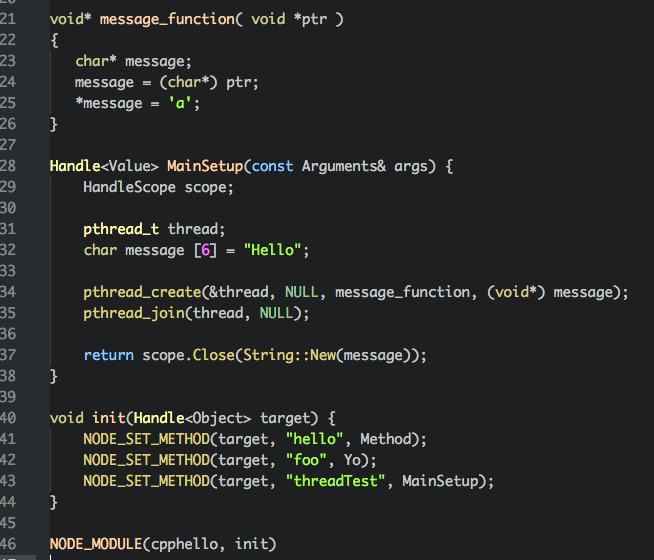 21 void* message_function( void *ptr )
22 {
23 char* message;
24 message = (char*) ptr;
25 *message = 'a';
26 }
27
28 Handle<Value> MainSetup(const Arguments& args) {
29 HandleScope scope;
30
31 pthread_t thread;
32 char message [6] = "Hello";
33
34 pthread_create(&thread, NULL, message_function, (void*) message);
35 pthread_join(thread, NULL);
36
37 return scope.Close(String::New(message));
38 }
39
40 void init(Handle<Object> target) {
41 NODE_SET_METHOD(target, "hello", Method);
42 NODE_SET_METHOD(target, "foo", Yo);
43 NODE_SET_METHOD(target, "threadTest", MainSetup);
44 }
45
46 NODE_MODULE(cpphello, init)